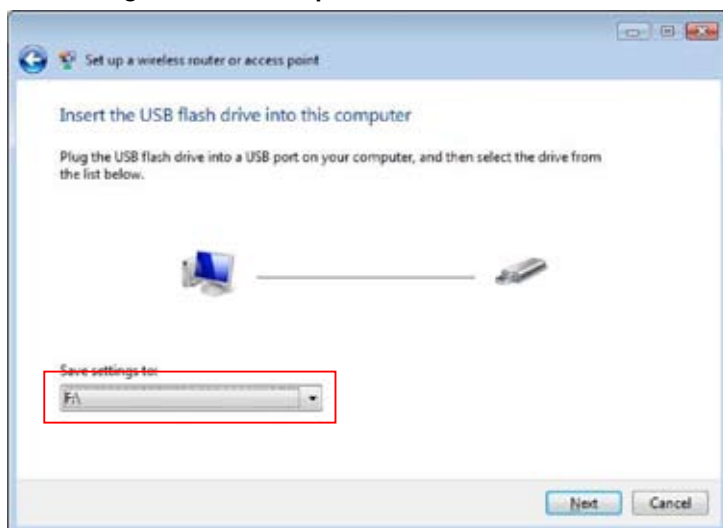 Set up a wireless router or access point
Insert the USB flash drive into this computer
Plug the USB flash drive into a USB port on your computer, and then select the drive from
the list below.
Save settings to:
F:\
Next Cancel